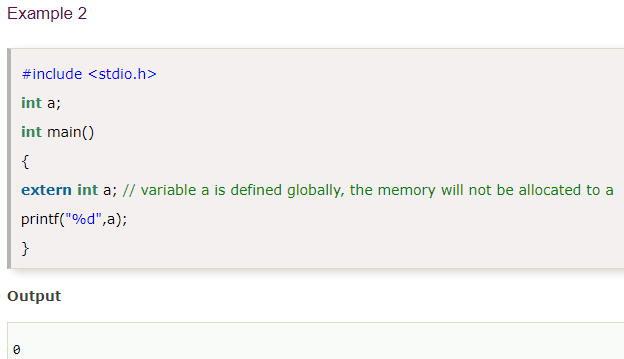 Example 2
#include <stdio.h>
int a;
int main()
{
extern int a; // variable a is defined globally, the memory will not be allocated to a
printf("%d",a);
}
Output
0